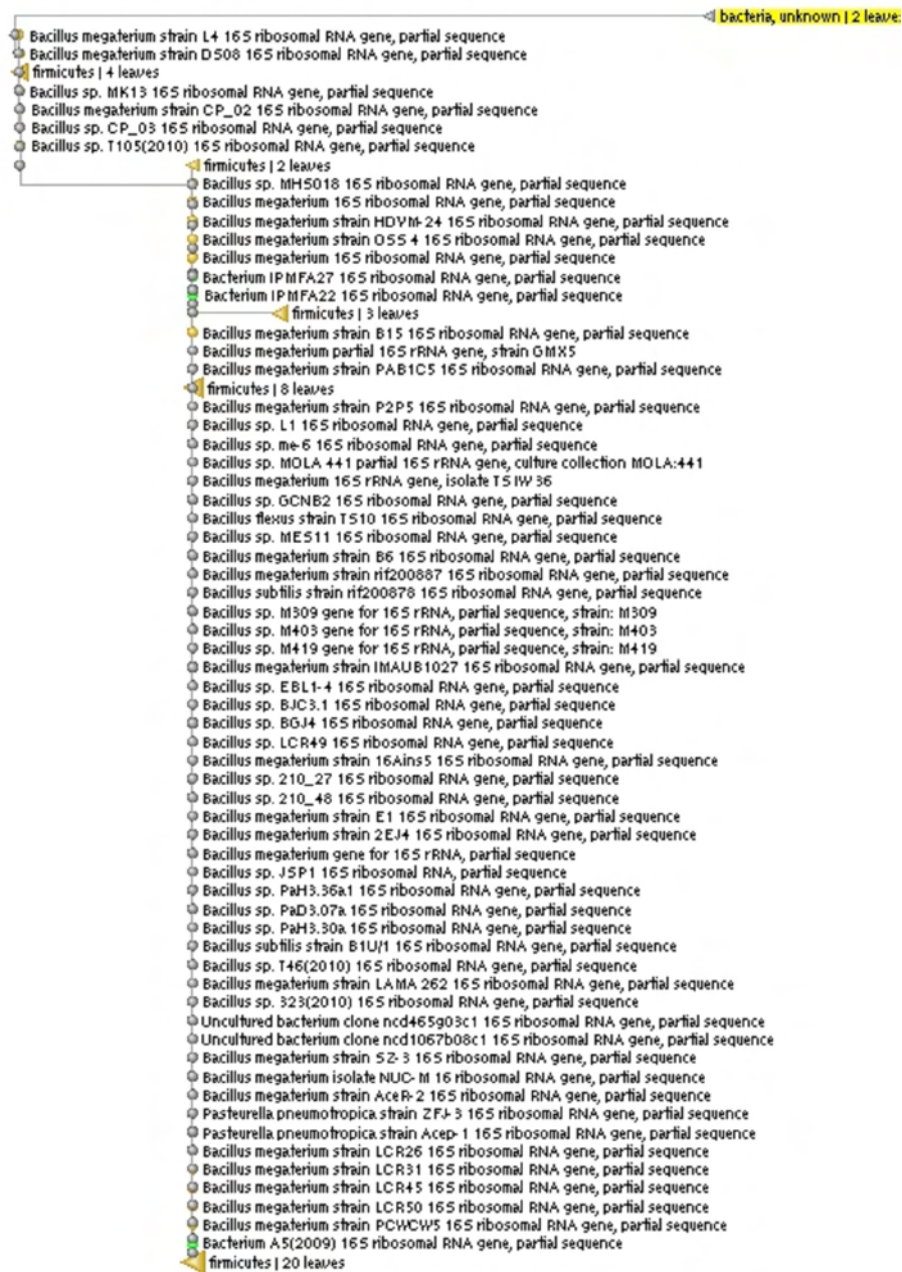 bacteria, unknown | 2 leave
Bacillus megaterium strain L4 16S ribosomal RNA gene, partial sequence
Bacillus megaterium strain DS08 16S ribosomal RNA gene, partial sequence
firmicutes | 4 leaves
Bacillus sp. MK13 16S ribosomal RNA gene, partial sequence
Bacillus megaterium strain CP_02 16S ribosomal RNA gene, partial sequence
Bacillus sp. CP_03 16S ribosomal RNA gene, partial sequence
Bacillus sp. T105(2010) 16S ribosomal RNA gene, partial sequence
firmicutes | 2 leaves
Bacillus sp. MHS018 16S ribosomal RNA gene, partial sequence
Bacillus megaterium 16S ribosomal RNA gene, partial sequence
Bacillus megaterium strain HDYM-24 16S ribosomal RNA gene, partial sequence
Bacillus megaterium strain OSS 4 16S ribosomal RNA gene, partial sequence
Bacillus megaterium 16S ribosomal RNA gene, partial sequence
Bacterium IPMFA27 16S ribosomal RNA gene, partial sequence
Bacterium IPMFA22 16S ribosomal RNA gene, partial sequence
firmicutes | 3 leaves
Bacillus megaterium strain B15 16S ribosomal RNA gene, partial sequence
Bacillus megaterium partial 16S rRNA gene, strain GMX5
Bacillus megaterium strain PAB1C5 16S ribosomal RNA gene, partial sequence
firmicutes | 8 leaves
Bacillus megaterium strain P2P5 16S ribosomal RNA gene, partial sequence
Bacillus sp. L1 16S ribosomal RNA gene, partial sequence
Bacillus sp. me-6 16S ribosomal RNA gene, partial sequence
Bacillus sp. MOLA 441 partial 16S rRNA gene, culture collection MOLA:441
Bacillus megaterium 16S rRNA gene, isolate TSIW36
Bacillus sp. GCNB2 16S ribosomal RNA gene, partial sequence
Bacillus flexus strain TS10 16S ribosomal RNA gene, partial sequence
Bacillus sp. MES11 16S ribosomal RNA gene, partial sequence
Bacillus megaterium strain B6 16S ribosomal RNA gene, partial sequence
Bacillus megaterium strain rif200887 16S ribosomal RNA gene, partial sequence
Bacillus subtilis strain rif200878 16S ribosomal RNA gene, partial sequence
Bacillus sp. M309 gene for 16S rRNA, partial sequence, strain: M309
Bacillus sp. M403 gene for 16S rRNA, partial sequence, strain: M403
Bacillus sp. M419 gene for 16S rRNA, partial sequence, strain: M419
Bacillus megaterium strain IMAUB1027 16S ribosomal RNA gene, partial sequence
Bacillus sp. EBL1-4 16S ribosomal RNA gene, partial sequence
Bacillus sp. BJC3.1 16S ribosomal RNA gene, partial sequence
Bacillus sp. BGJ4 16S ribosomal RNA gene, partial sequence
Bacillus sp. LCR49 16S ribosomal RNA gene, partial sequence
Bacillus megaterium strain 16Ains5 16S ribosomal RNA gene, partial sequence
Bacillus sp. 210_27 16S ribosomal RNA gene, partial sequence
Bacillus sp. 210_48 16S ribosomal RNA gene, partial sequence
Bacillus megaterium strain E1 16S ribosomal RNA gene, partial sequence
Bacillus megaterium strain 2EJ4 16S ribosomal RNA gene, partial sequence
Bacillus megaterium gene for 16S rRNA, partial sequence
Bacillus sp. JSP1 16S ribosomal RNA, partial sequence
Bacillus sp. PaH3.36a1 16S ribosomal RNA gene, partial sequence
Bacillus sp. PaD3.07a 16S ribosomal RNA gene, partial sequence
Bacillus sp. PaH3.30a 16S ribosomal RNA gene, partial sequence
Bacillus subtilis strain B1U/1 16S ribosomal RNA gene, partial sequence
Bacillus sp. T46(2010) 16S ribosomal RNA gene, partial sequence
Bacillus megaterium strain LAMA 262 16S ribosomal RNA gene, partial sequence
Bacillus sp. 323(2010) 16S ribosomal RNA gene, partial sequence
Uncultured bacterium clone ncd465g03c1 16S ribosomal RNA gene, partial sequence
Uncultured bacterium clone ncd1067b08c1 16S ribosomal RNA gene, partial sequence
Bacillus megaterium strain SZ-3 16S ribosomal RNA gene, partial sequence
Bacillus megaterium isolate NUC-M 16 ribosomal RNA gene, partial sequence
Bacillus megaterium strain AceR-2 16S ribosomal RNA gene, partial sequence
Pasteurella pneumotropica strain ZFJ-3 16S ribosomal RNA gene, partial sequence
Pasteurella pneumotropica strain Acep-1 16S ribosomal RNA gene, partial sequence
Bacillus megaterium strain LCR26 16S ribosomal RNA gene, partial sequence
Bacillus megaterium strain LCR31 16S ribosomal RNA gene, partial sequence
Bacillus megaterium strain LCR45 16S ribosomal RNA gene, partial sequence
Bacillus megaterium strain LCR50 16S ribosomal RNA gene, partial sequence
Bacillus megaterium strain PCWCW5 16S ribosomal RNA gene, partial sequence
Bacterium A5(2009) 16S ribosomal RNA gene, partial sequence
firmicutes | 20 leaves